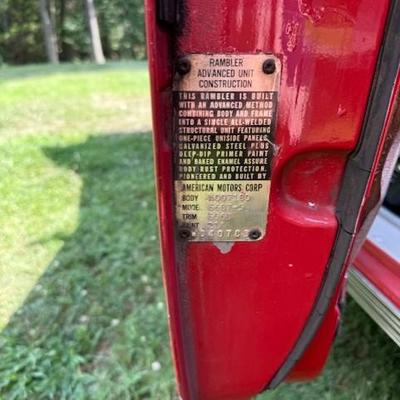 RAMBLER
ADVANCED UNIT
CONSTRUCTION
THIS RAMBLER IS BUILT
WITH AN ADVANCED METHOD
COMBINING BODY AND FRAME
INTO A SINGLE ALL-WELDED
STRUCTURAL UNIT FEATURING
ONE-PIECE UNISIDE PANELS,
GALVANIZED STEEL PLUS
DEEP-DIP PRIMER PAINT
AND BAKED ENAMEL ASSURE
BODY RUST PROTECTION.
PIONEERED AND BUILT BY
AMERICAN MOTORS CORP
BODY
MODEL
TRIM
PAINT